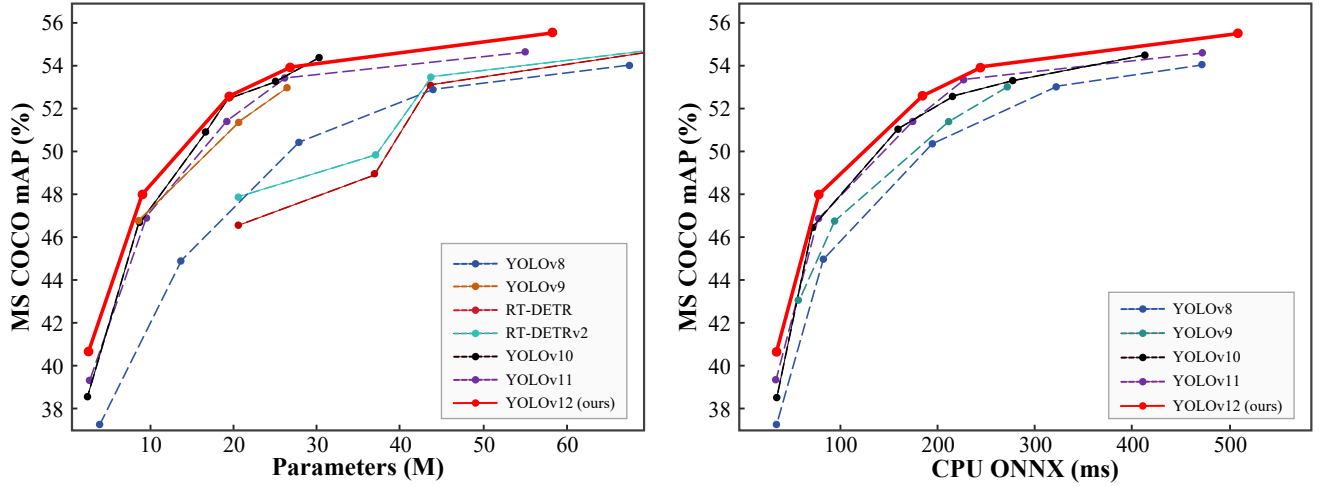 MS COCO mAP (%)
56
54
52
50
48
46
44
42
40
38
10
20
30
40
50
60
Parameters (M)
YOLOv8
YOLOv9
RT-DETR
RT-DETRv2
YOLOv10
YOLOv11
YOLOv12 (ours)
MS COCO mAP (%)
56
54
52
50
48
46
44
42
40
38
100
200
300
400
500
CPU ONNX (ms)
YOLOv8
YOLOv9
YOLOv10
YOLOv11
YOLOv12 (ours)